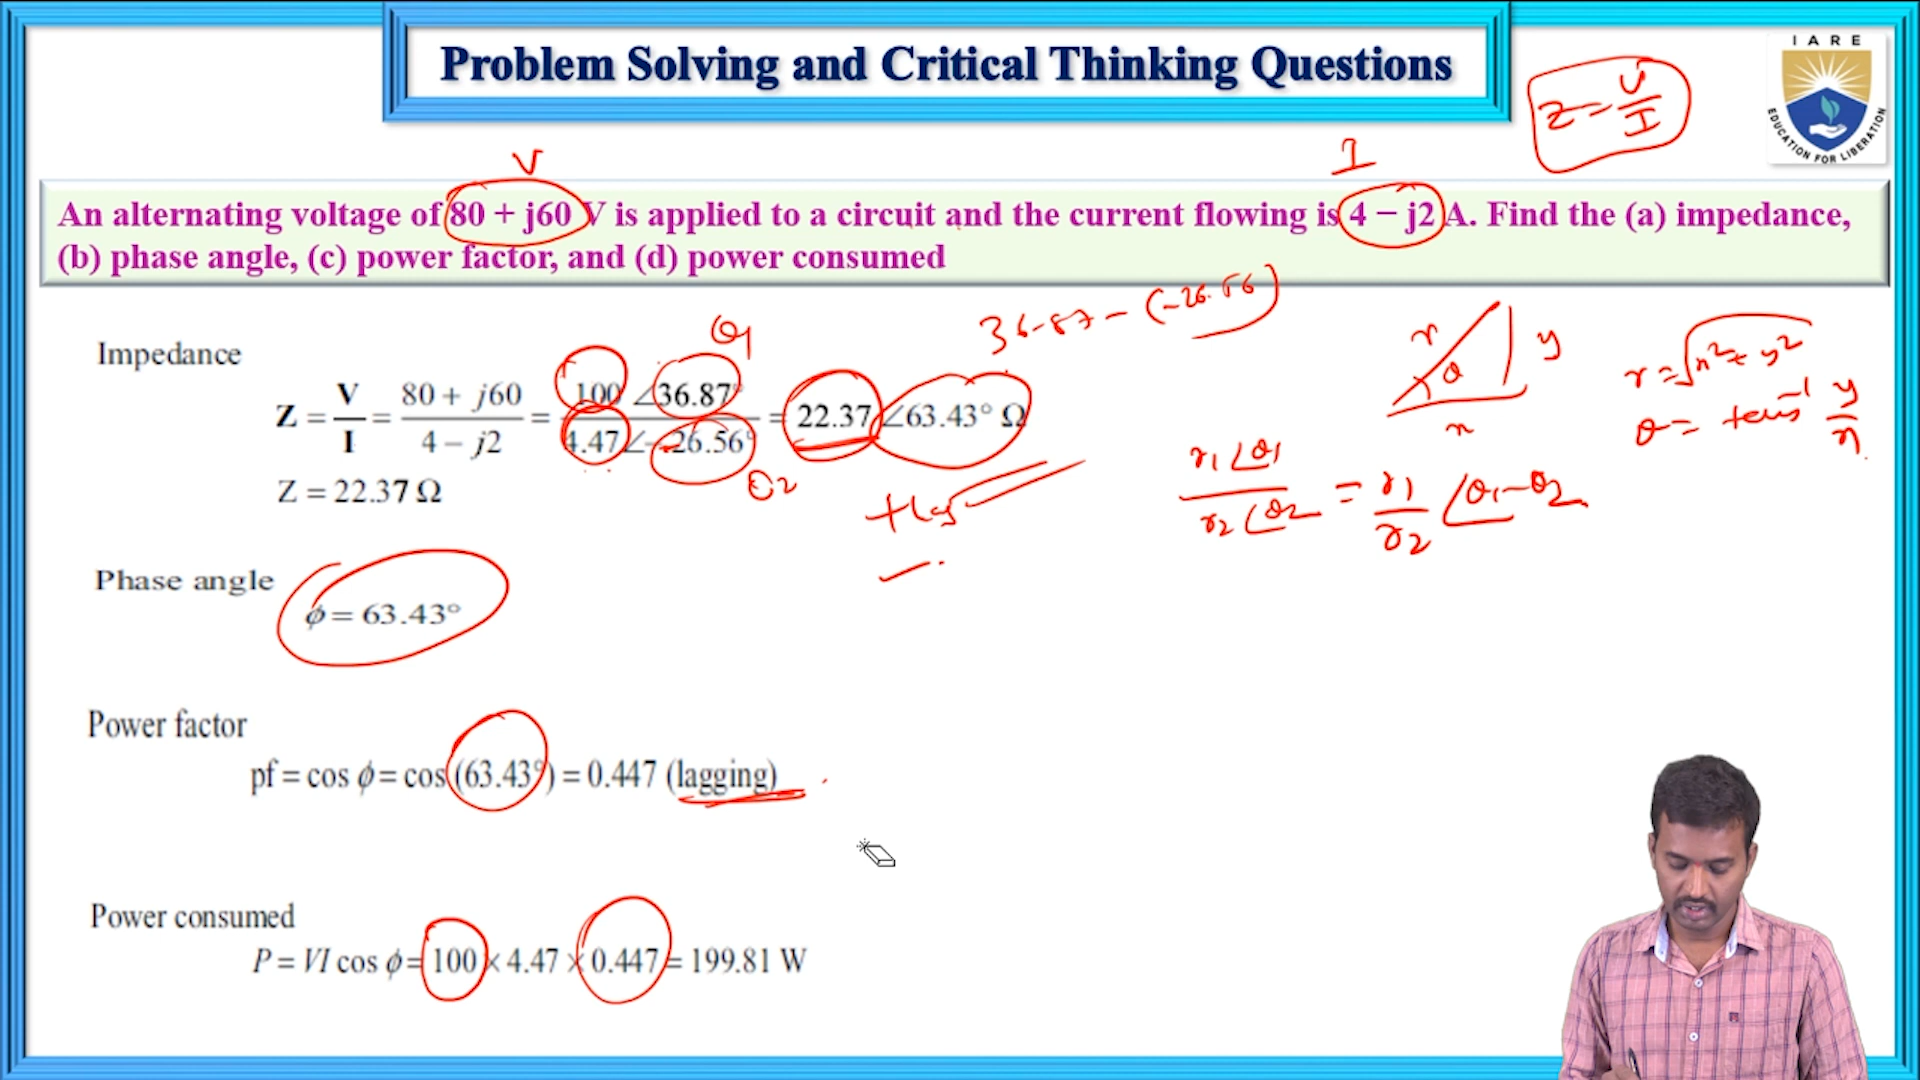 Problem Solving and Critical Thinking Questions
IARE
EDUCATION FOR LIBERATION
Z = V/I
V
I
An alternating voltage of 80 + j60 V is applied to a circuit and the current flowing is 4 − j2 A. Find the (a) impedance,
(b) phase angle, (c) power factor, and (d) power consumed
θ1
36.87 - (-26.56)
Impedance
Z = V/I = (80 + j60)/(4 − j2) = (100 ∠36.87°)/(4.47∠−26.56°) = 22.37∠63.43° Ω
θ2
Z = 22.37 Ω
r
θ
y
x
r = √x² + y²
θ = tan⁻¹ y/x
r1∠θ1 / r2∠θ2 = r1/r2 ∠θ1-θ2
Phase angle
ϕ = 63.43°
Power factor
pf = cos ϕ = cos (63.43°) = 0.447 (lagging)
Power consumed
P = VI cos ϕ = 100 × 4.47 × 0.447 = 199.81 W